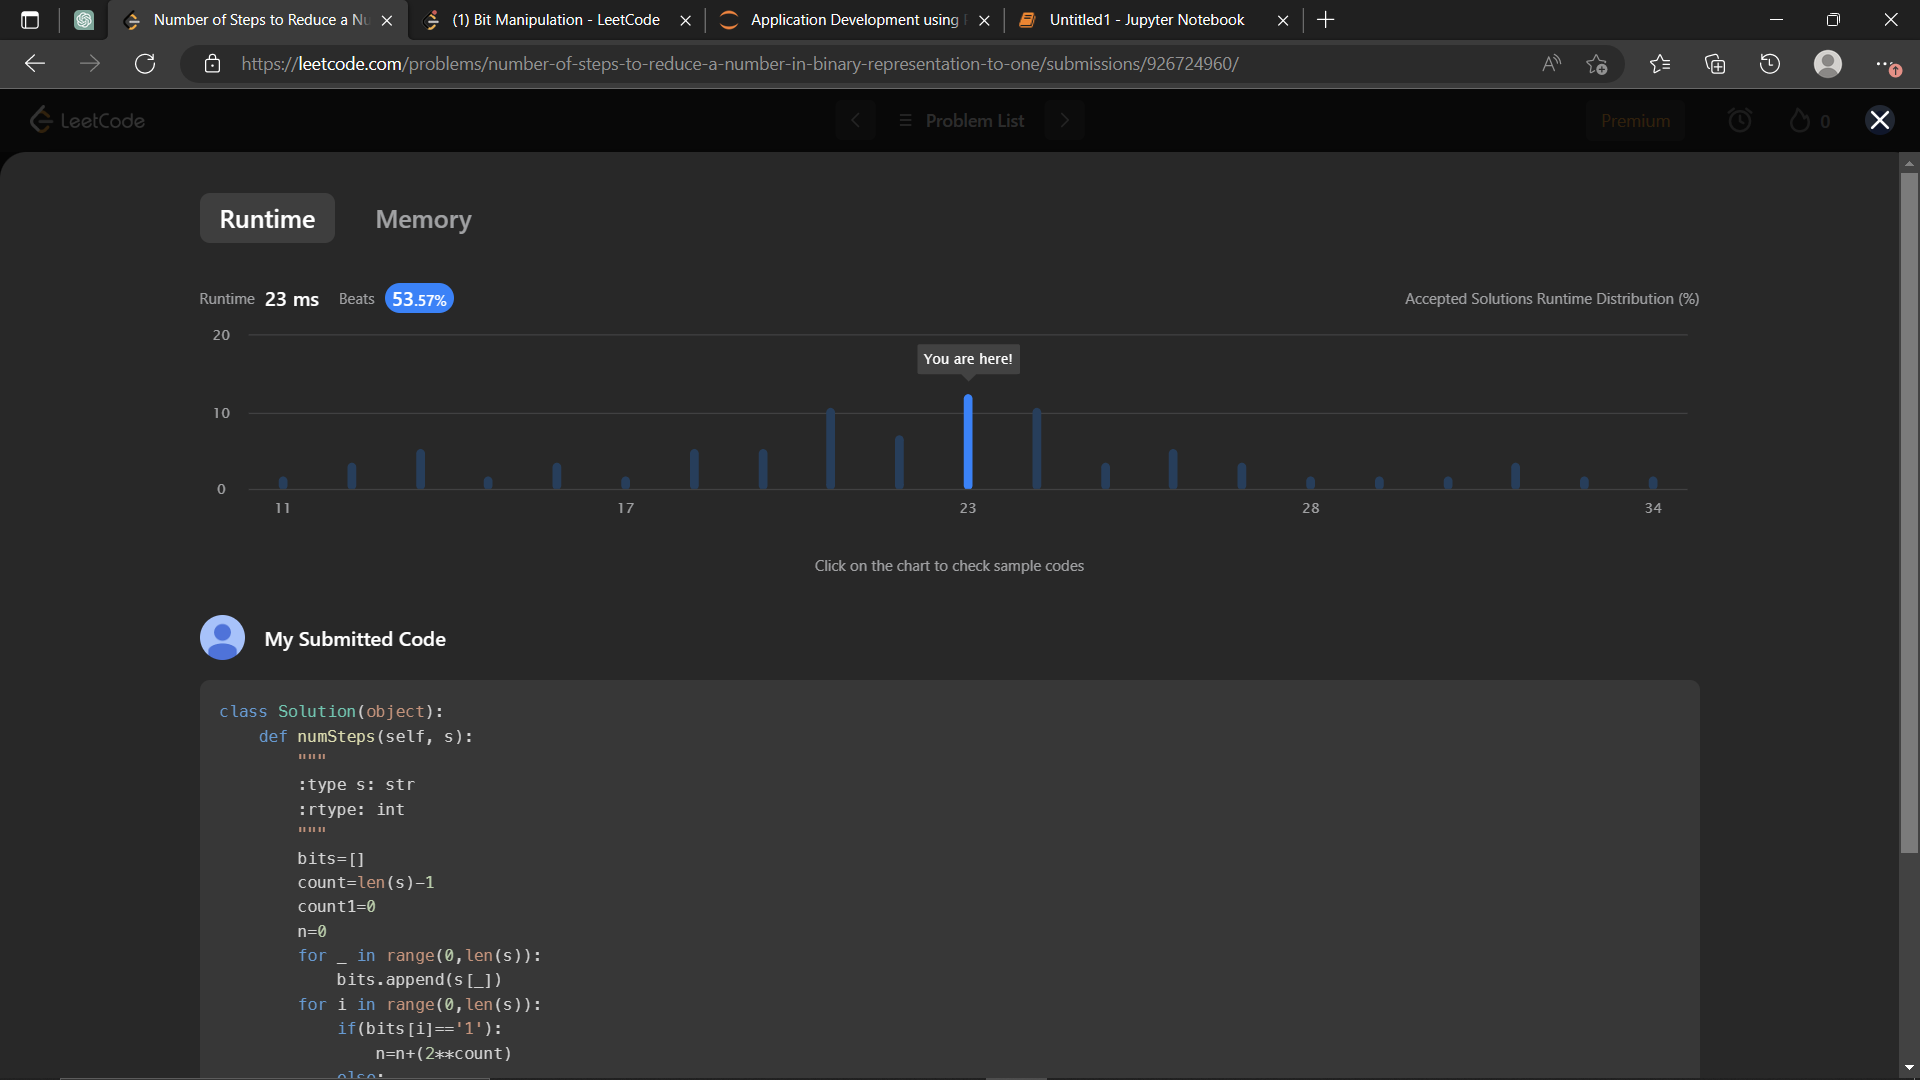 Number of Steps to Reduce a Nu
(1) Bit Manipulation - LeetCode
Application Development using
Untitled1 - Jupyter Notebook
https://leetcode.com/problems/number-of-steps-to-reduce-a-number-in-binary-representation-to-one/submissions/926724960/
LeetCode
Problem List
Premium
0
Runtime
Memory
Runtime 23 ms Beats 53.57%
Accepted Solutions Runtime Distribution (%)
20
You are here!
10
0
11 17 23 28 34
Click on the chart to check sample codes
My Submitted Code
class Solution(object):
    def numSteps(self, s):
        """
        :type s: str
        :rtype: int
        """
        bits=[]
        count=len(s)-1
        count1=0
        n=0
        for _ in range(0,len(s)):
            bits.append(s[_])
        for i in range(0,len(s)):
            if(bits[i]=='1'):
                n=n+(2**count)
            else: